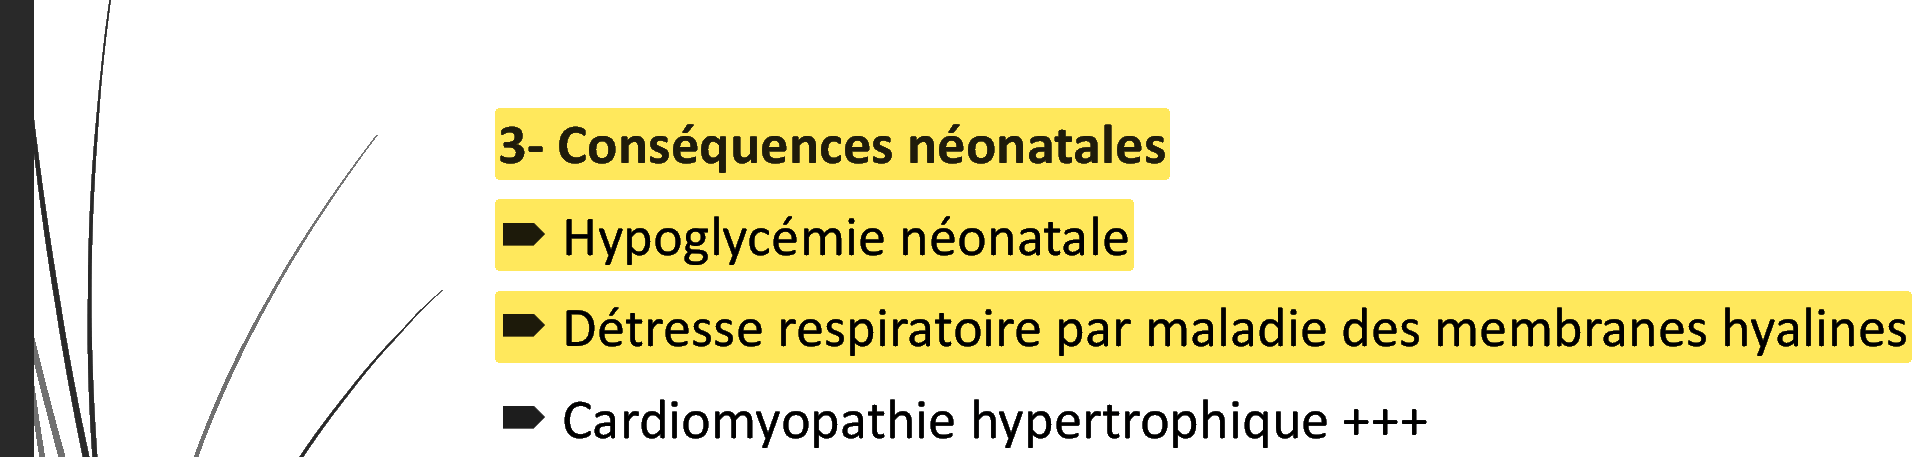 3- Conséquences néonatales
Hypoglycémie néonatale
Détresse respiratoire par maladie des membranes hyalines
Cardiomyopathie hypertrophique +++